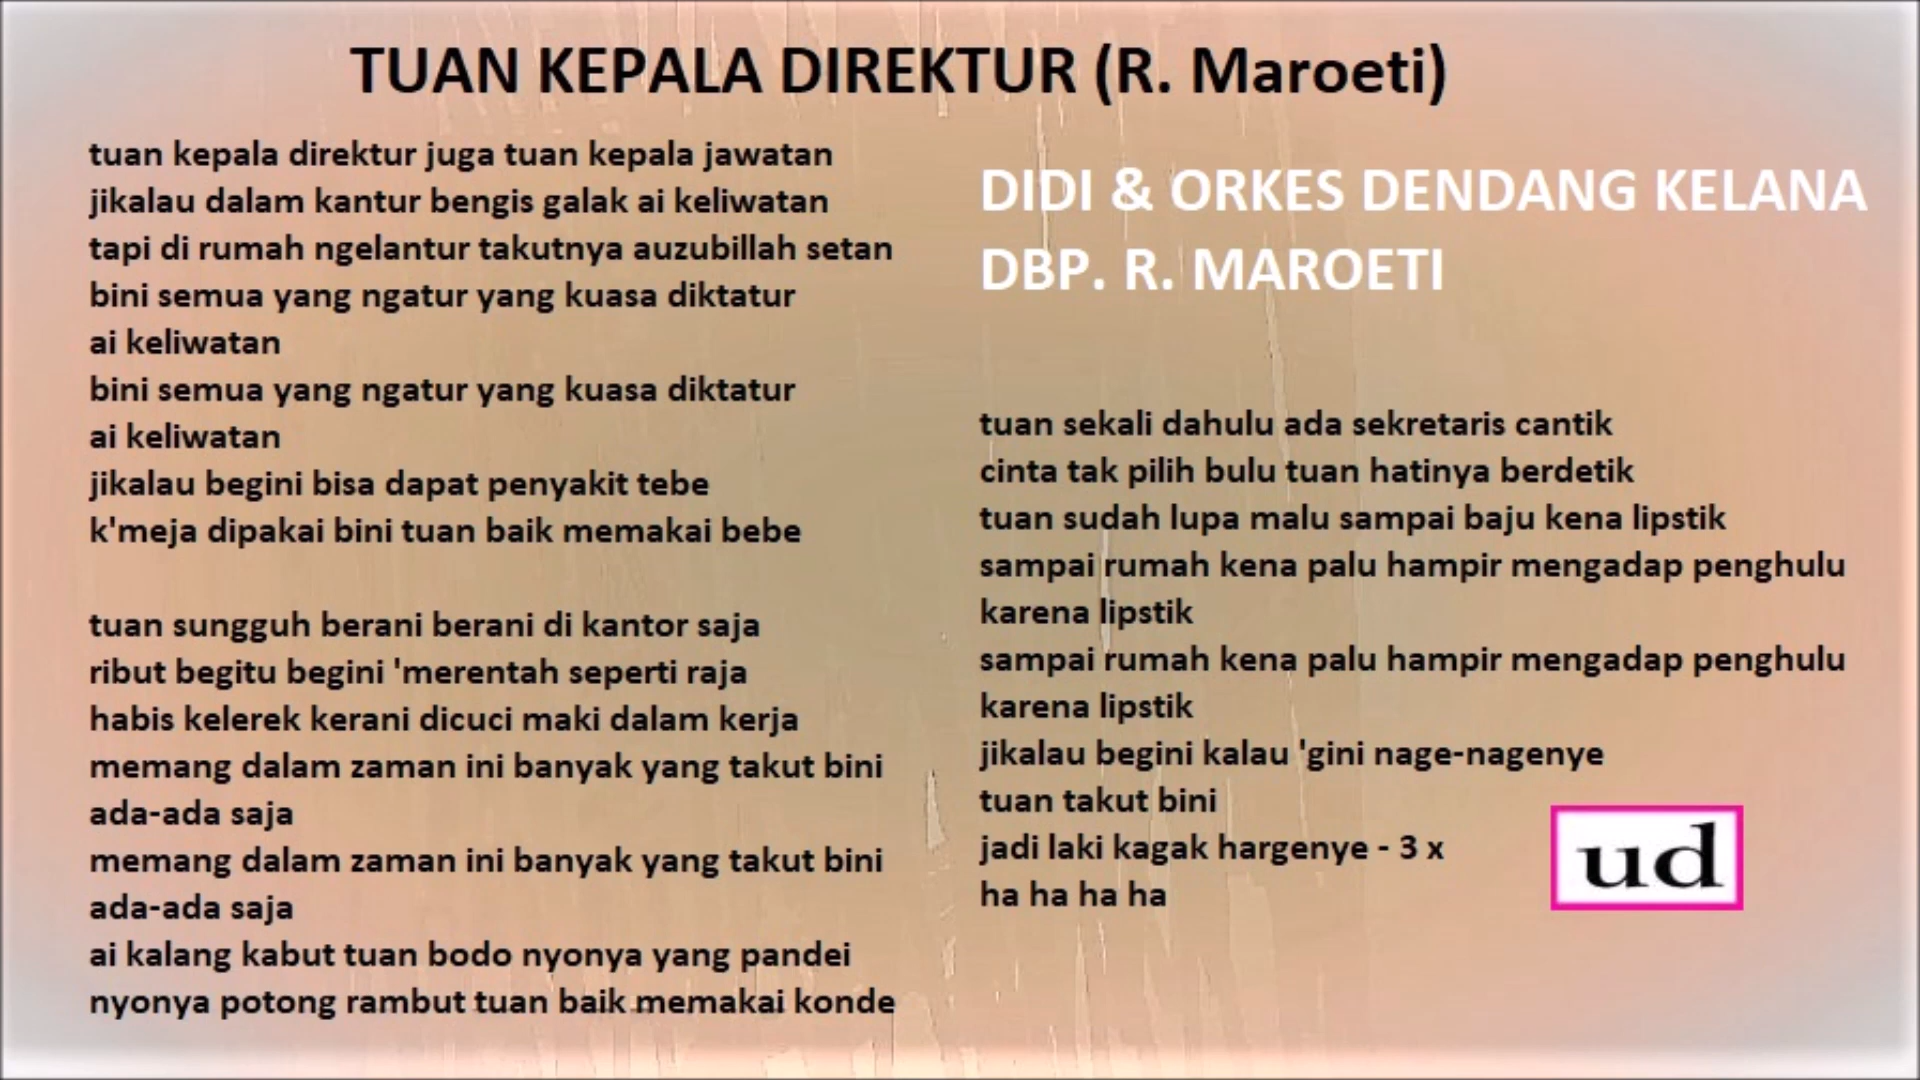 TUAN KEPALA DIREKTUR (R. Maroeti)
tuan kepala direktur juga tuan kepala jawatan
jikalau dalam kantur bengis galak ai keliwatan
tapi di rumah ngelantur takutnya auzubillah setan
bini semua yang ngatur yang kuasa diktatur
ai keliwatan
bini semua yang ngatur yang kuasa diktatur
ai keliwatan
jikalau begini bisa dapat penyakit tebe
k'meja dipakai bini tuan baik memakai bebe
tuan sungguh berani berani di kantor saja
ribut begitu begini 'merentah seperti raja
habis kelerek kerani dicuci maki dalam kerja
memang dalam zaman ini banyak yang takut bini
ada-ada saja
memang dalam zaman ini banyak yang takut bini
ada-ada saja
ai kalang kabut tuan bodo nyonya yang pandei
nyonya potong rambut tuan baik memakai konde
DIDI & ORKES DENDANG KELANA
DBP. R. MAROETI
tuan sekali dahulu ada sekretaris cantik
cinta tak pilih bulu tuan hatinya berdetik
tuan sudah lupa malu sampai baju kena lipstik
sampai rumah kena palu hampir mengadap penghulu
karena lipstik
sampai rumah kena palu hampir mengadap penghulu
karena lipstik
jikalau begini kalau 'gini nage-nagenye
tuan takut bini
jadi laki kagak hargenye - 3 x
ha ha ha ha
ud